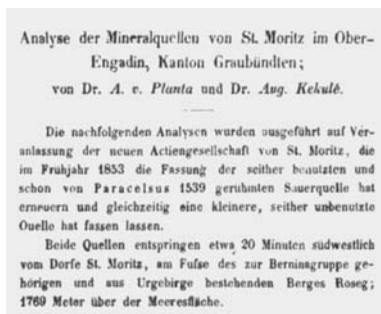 Analyse der Mineralquellen von St. Moritz im Ober-
Engadin, Kanton Graubündten;
von Dr. A. v. Planta und Dr. Aug. Kekulé.
Die nachfolgenden Analysen wurden ausgeführt auf Ver-
anlassung der neuen Actiengesellschaft von St. Moritz, die
im Frühjahr 1853 die Fassung der seither benutzten und
schon von Paracelsus 1539 gerühmten Sauerquelle hat
erneuern und gleichzeitig eine kleinere, seither unbenutzte
Quelle hat fassen lassen.
Beide Quellen entspringen etwa 20 Minuten südwestlich
vom Dorfe St. Moritz, am Fuſse des zur Berninagruppe ge-
hörigen und aus Urgebirge bestehenden Berges Roseg;
1769 Meter über der Meeresfläche.